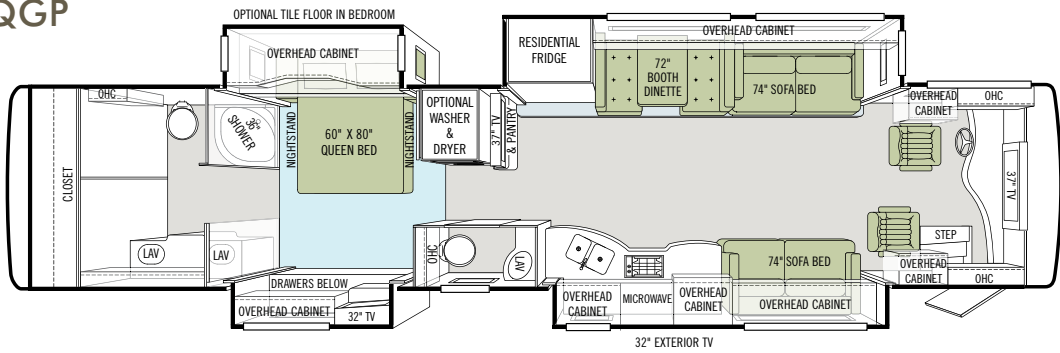 QGP
OPTIONAL TILE FLOOR IN BEDROOM
OVERHEAD CABINET
RESIDENTIAL
FRIDGE
OVERHEAD CABINET
72"
BOOTH
DINETTE
74" SOFA BED
OHC
36"
SHOWER
NIGHTSTAND
60" X 80"
QUEEN BED
NIGHTSTAND
OPTIONAL
WASHER
&
DRYER
37" TV
& PANTRY
OVERHEAD
CABINET
OHC
CLOSET
37" TV
LAV
LAV
OHC
LAV
STEP
74" SOFA BED
DRAWERS BELOW
OVERHEAD CABINET
32" TV
OVERHEAD
CABINET
MICROWAVE
OVERHEAD
CABINET
OVERHEAD CABINET
OVERHEAD
CABINET
OHC
32" EXTERIOR TV